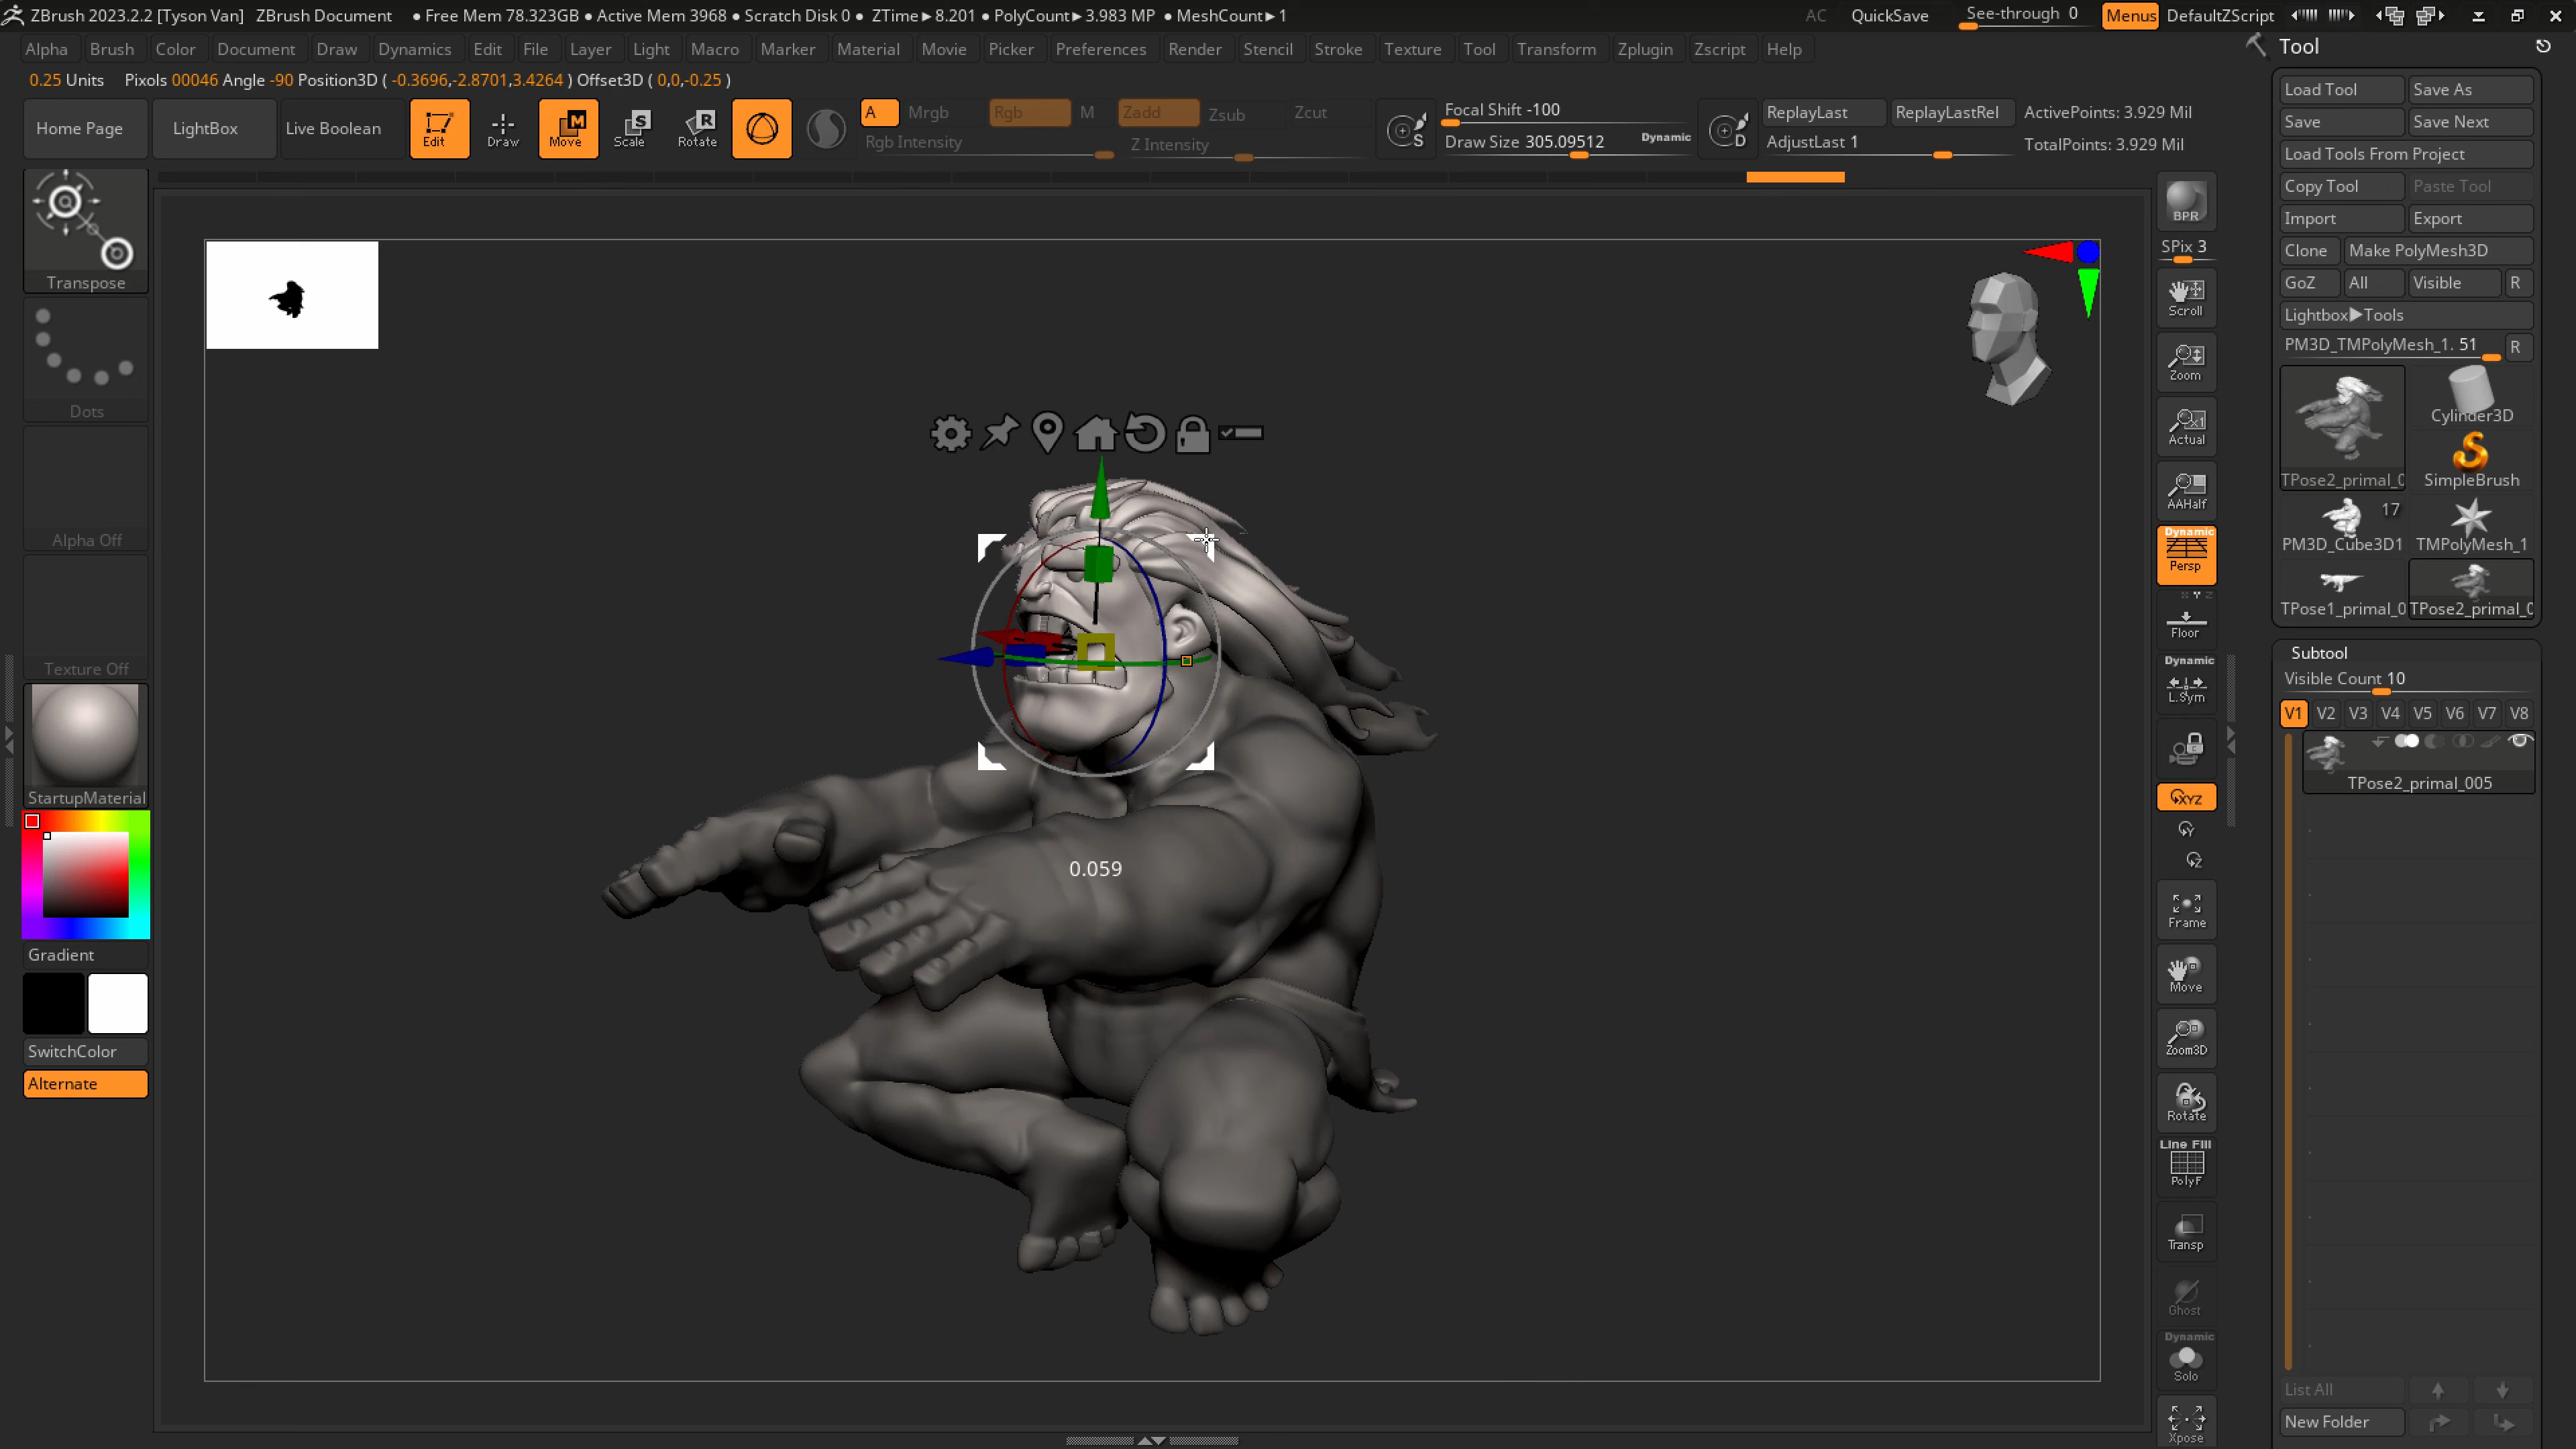 ZBrush 2023.2.2 [Tyson Van] ZBrush Document • Free Mem 78.323GB • Active Mem 3968 • Scratch Disk 0 • ZTime▶8.201 • PolyCount▶3.983 MP • MeshCount▶1 AC QuickSave See-through 0 Menus DefaultZScript
Alpha Brush Color Document Draw Dynamics Edit File Layer Light Macro Marker Material Movie Picker Preferences Render Stencil Stroke Texture Tool Transform Zplugin Zscript Help
0.25 Units Pixols 00046 Angle -90 Position3D ( -0.3696,-2.8701,3.4264 ) Offset3D ( 0,0,-0.25 )
Home Page LightBox Live Boolean Edit Draw Move Scale Rotate
M S R
A Mrgb Rgb M Zadd Zsub Zcut
Rgb Intensity Z Intensity
S Focal Shift -100
Draw Size 305.09512 Dynamic
D ReplayLast ReplayLastRel ActivePoints: 3.929 Mil
AdjustLast 1 TotalPoints: 3.929 Mil
Transpose
Dots
Alpha Off
Texture Off
StartupMaterial
Gradient
SwitchColor
Alternate
0.059
BPR
SPix 3
Scroll
Zoom
Actual
AAHalf
Dynamic
Persp
Floor
Dynamic
L.Sym
XYZ
Y
Z
Frame
Move
Zoom3D
Rotate
Line Fill
PolyF
Transp
Ghost
Dynamic
Solo
Xpose
Tool
Load Tool Save As
Save Save Next
Load Tools From Project
Copy Tool Paste Tool
Import Export
Clone Make PolyMesh3D
GoZ All Visible R
Lightbox▶Tools
PM3D_TMPolyMesh_1. 51 R
Cylinder3D
TPose2_primal_0 SimpleBrush
17
PM3D_Cube3D1 TMPolyMesh_1
TPose1_primal_0 TPose2_primal_0
Subtool
Visible Count 10
V1 V2 V3 V4 V5 V6 V7 V8
TPose2_primal_005
List All
New Folder